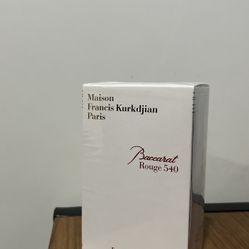 Maison
Francis Kurkdjian
Paris
Baccarat
Rouge 540